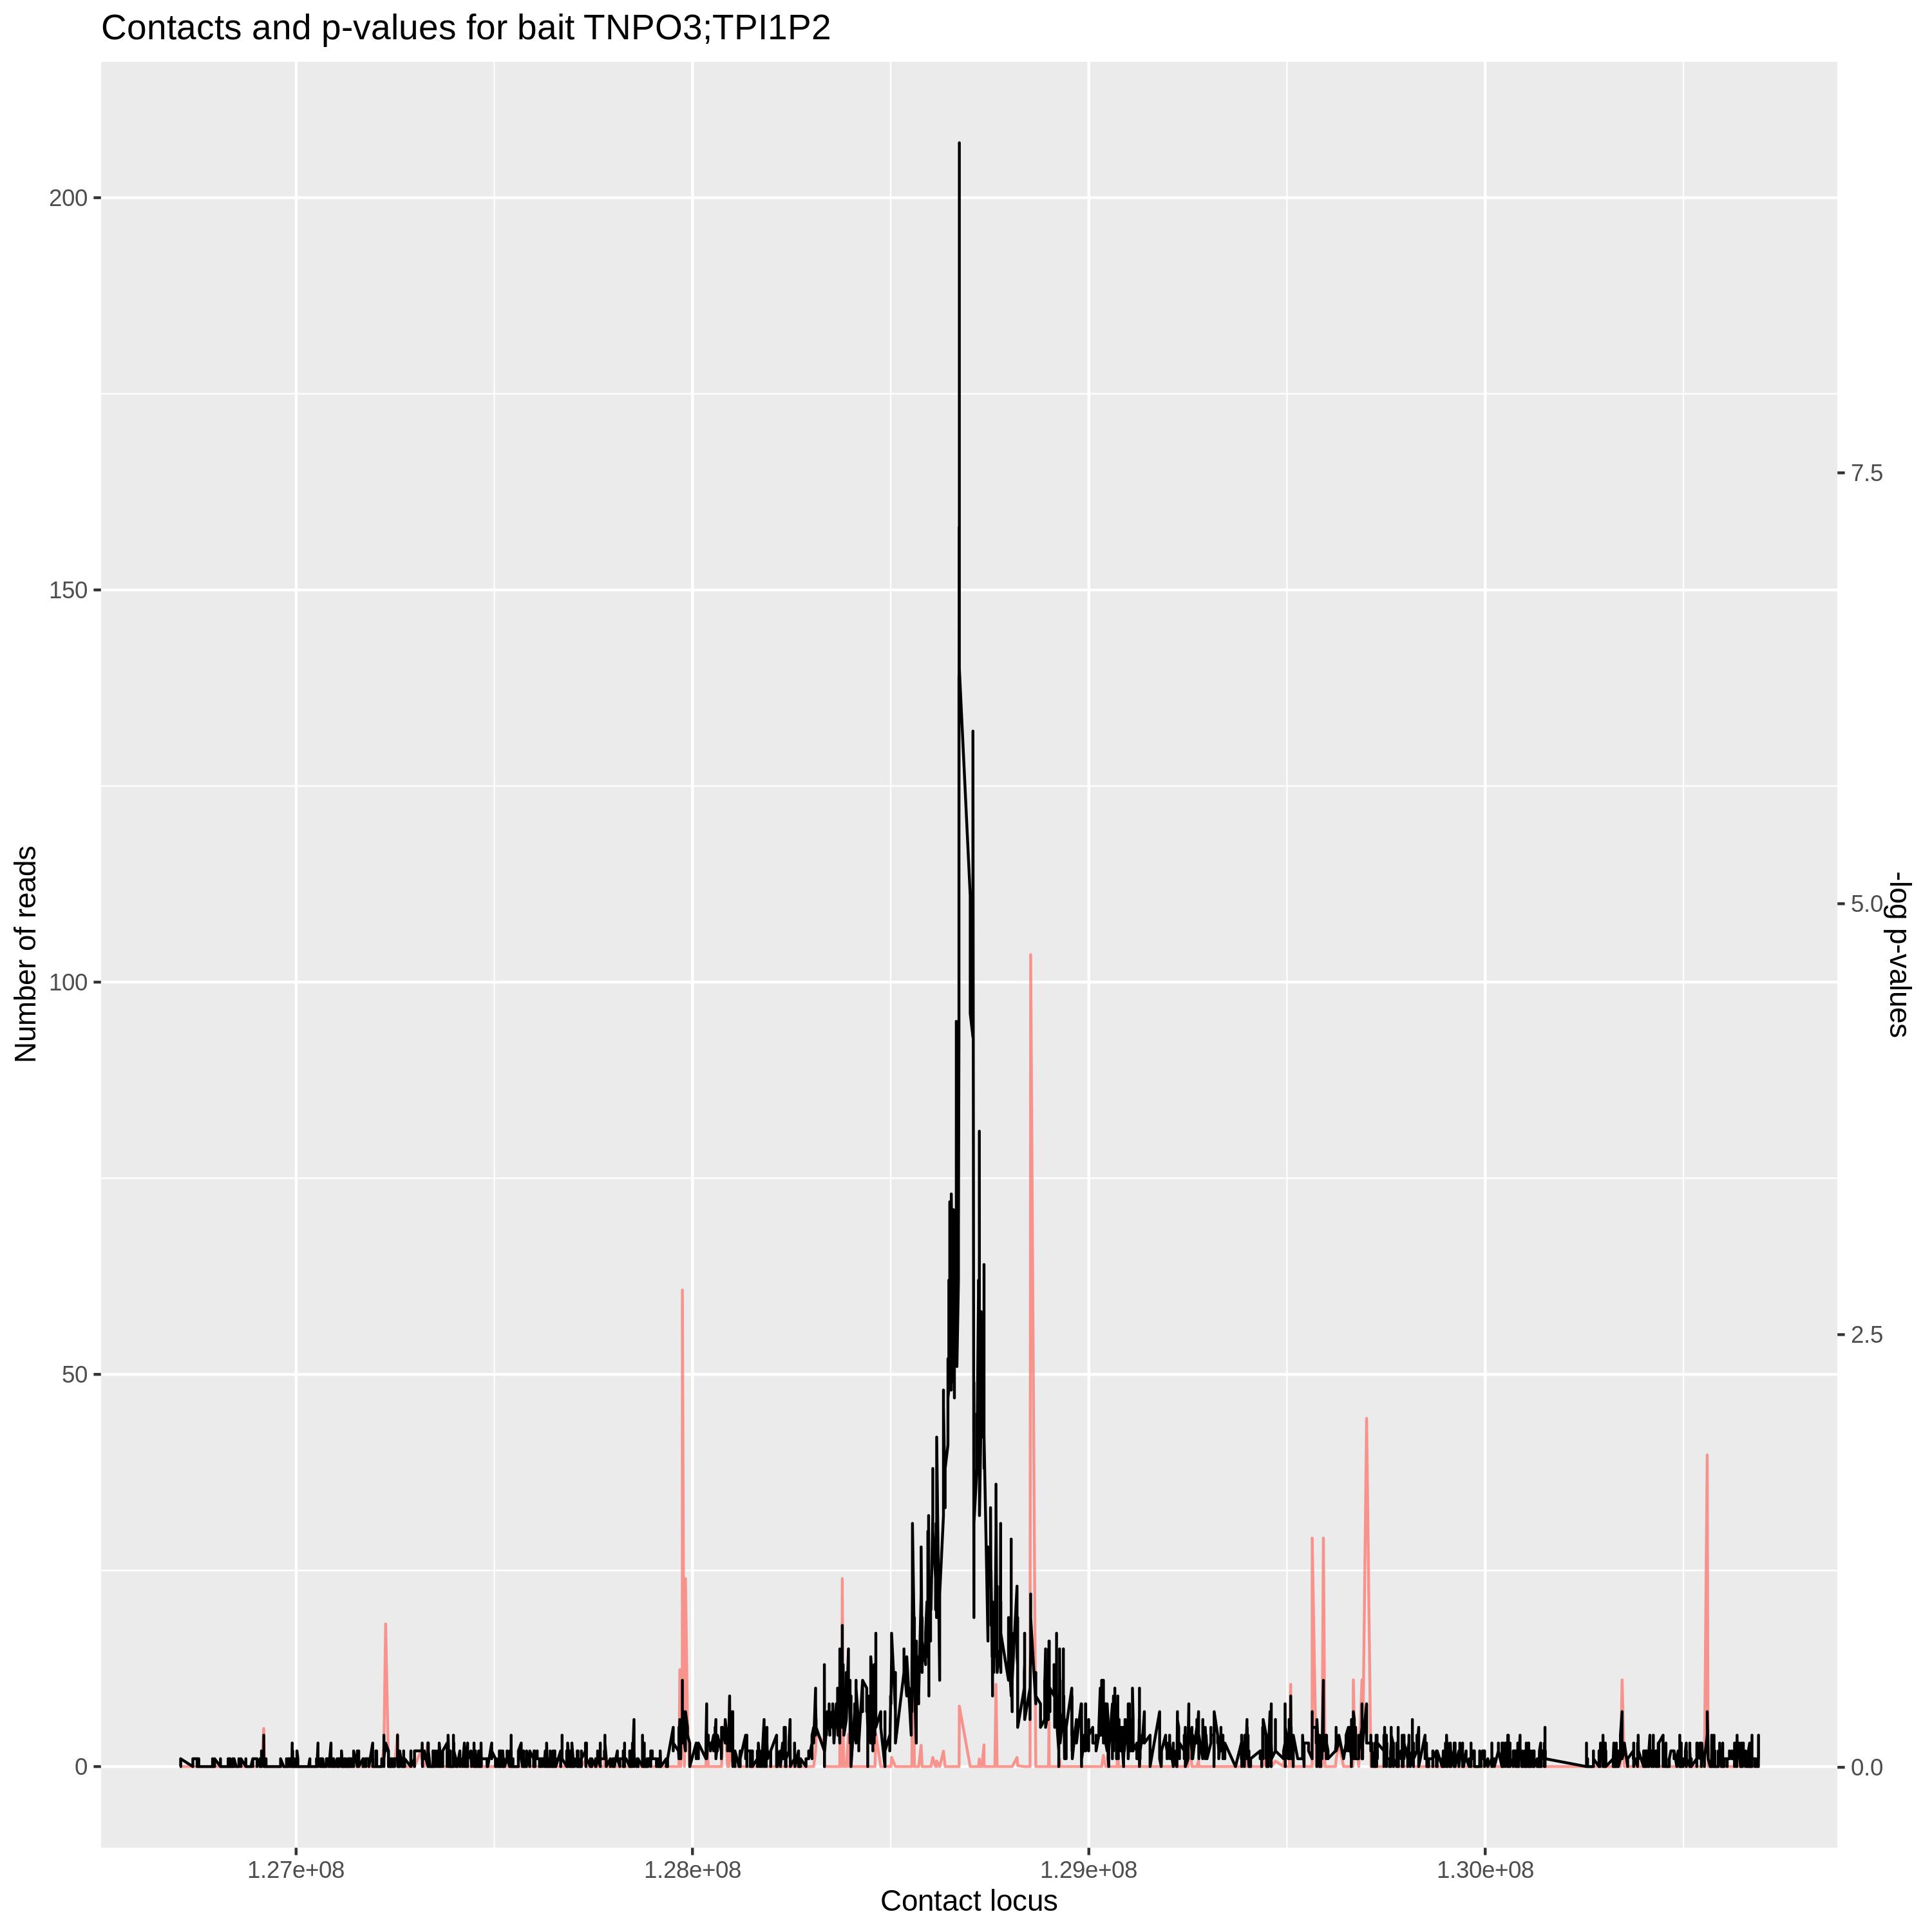 Contacts and p-values for bait TNPO3;TPI1P2
Number of reads
200
150
100
50
0
7.5
5.0
2.5
0.0
-log p-values
1.27e+08
1.28e+08
1.29e+08
1.30e+08
Contact locus